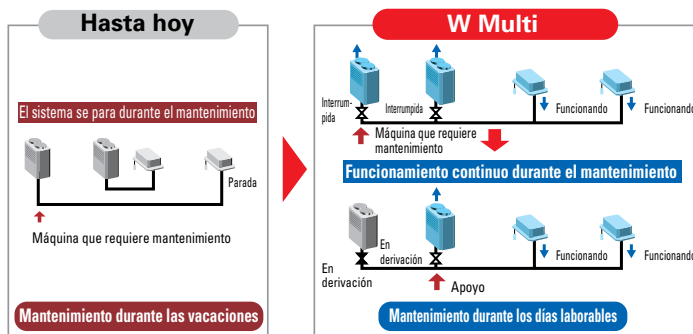 Hasta hoy
El sistema se para durante el mantenimiento
Parada
Máquina que requiere mantenimiento
Mantenimiento durante las vacaciones
W Multi
Interrum-
pida
Interrumpida
Funcionando
Funcionando
Máquina que requiere
mantenimiento
Funcionamiento continuo durante el mantenimiento
En
derivación
En
derivación
Funcionando
Funcionando
Apoyo
Mantenimiento durante los días laborables